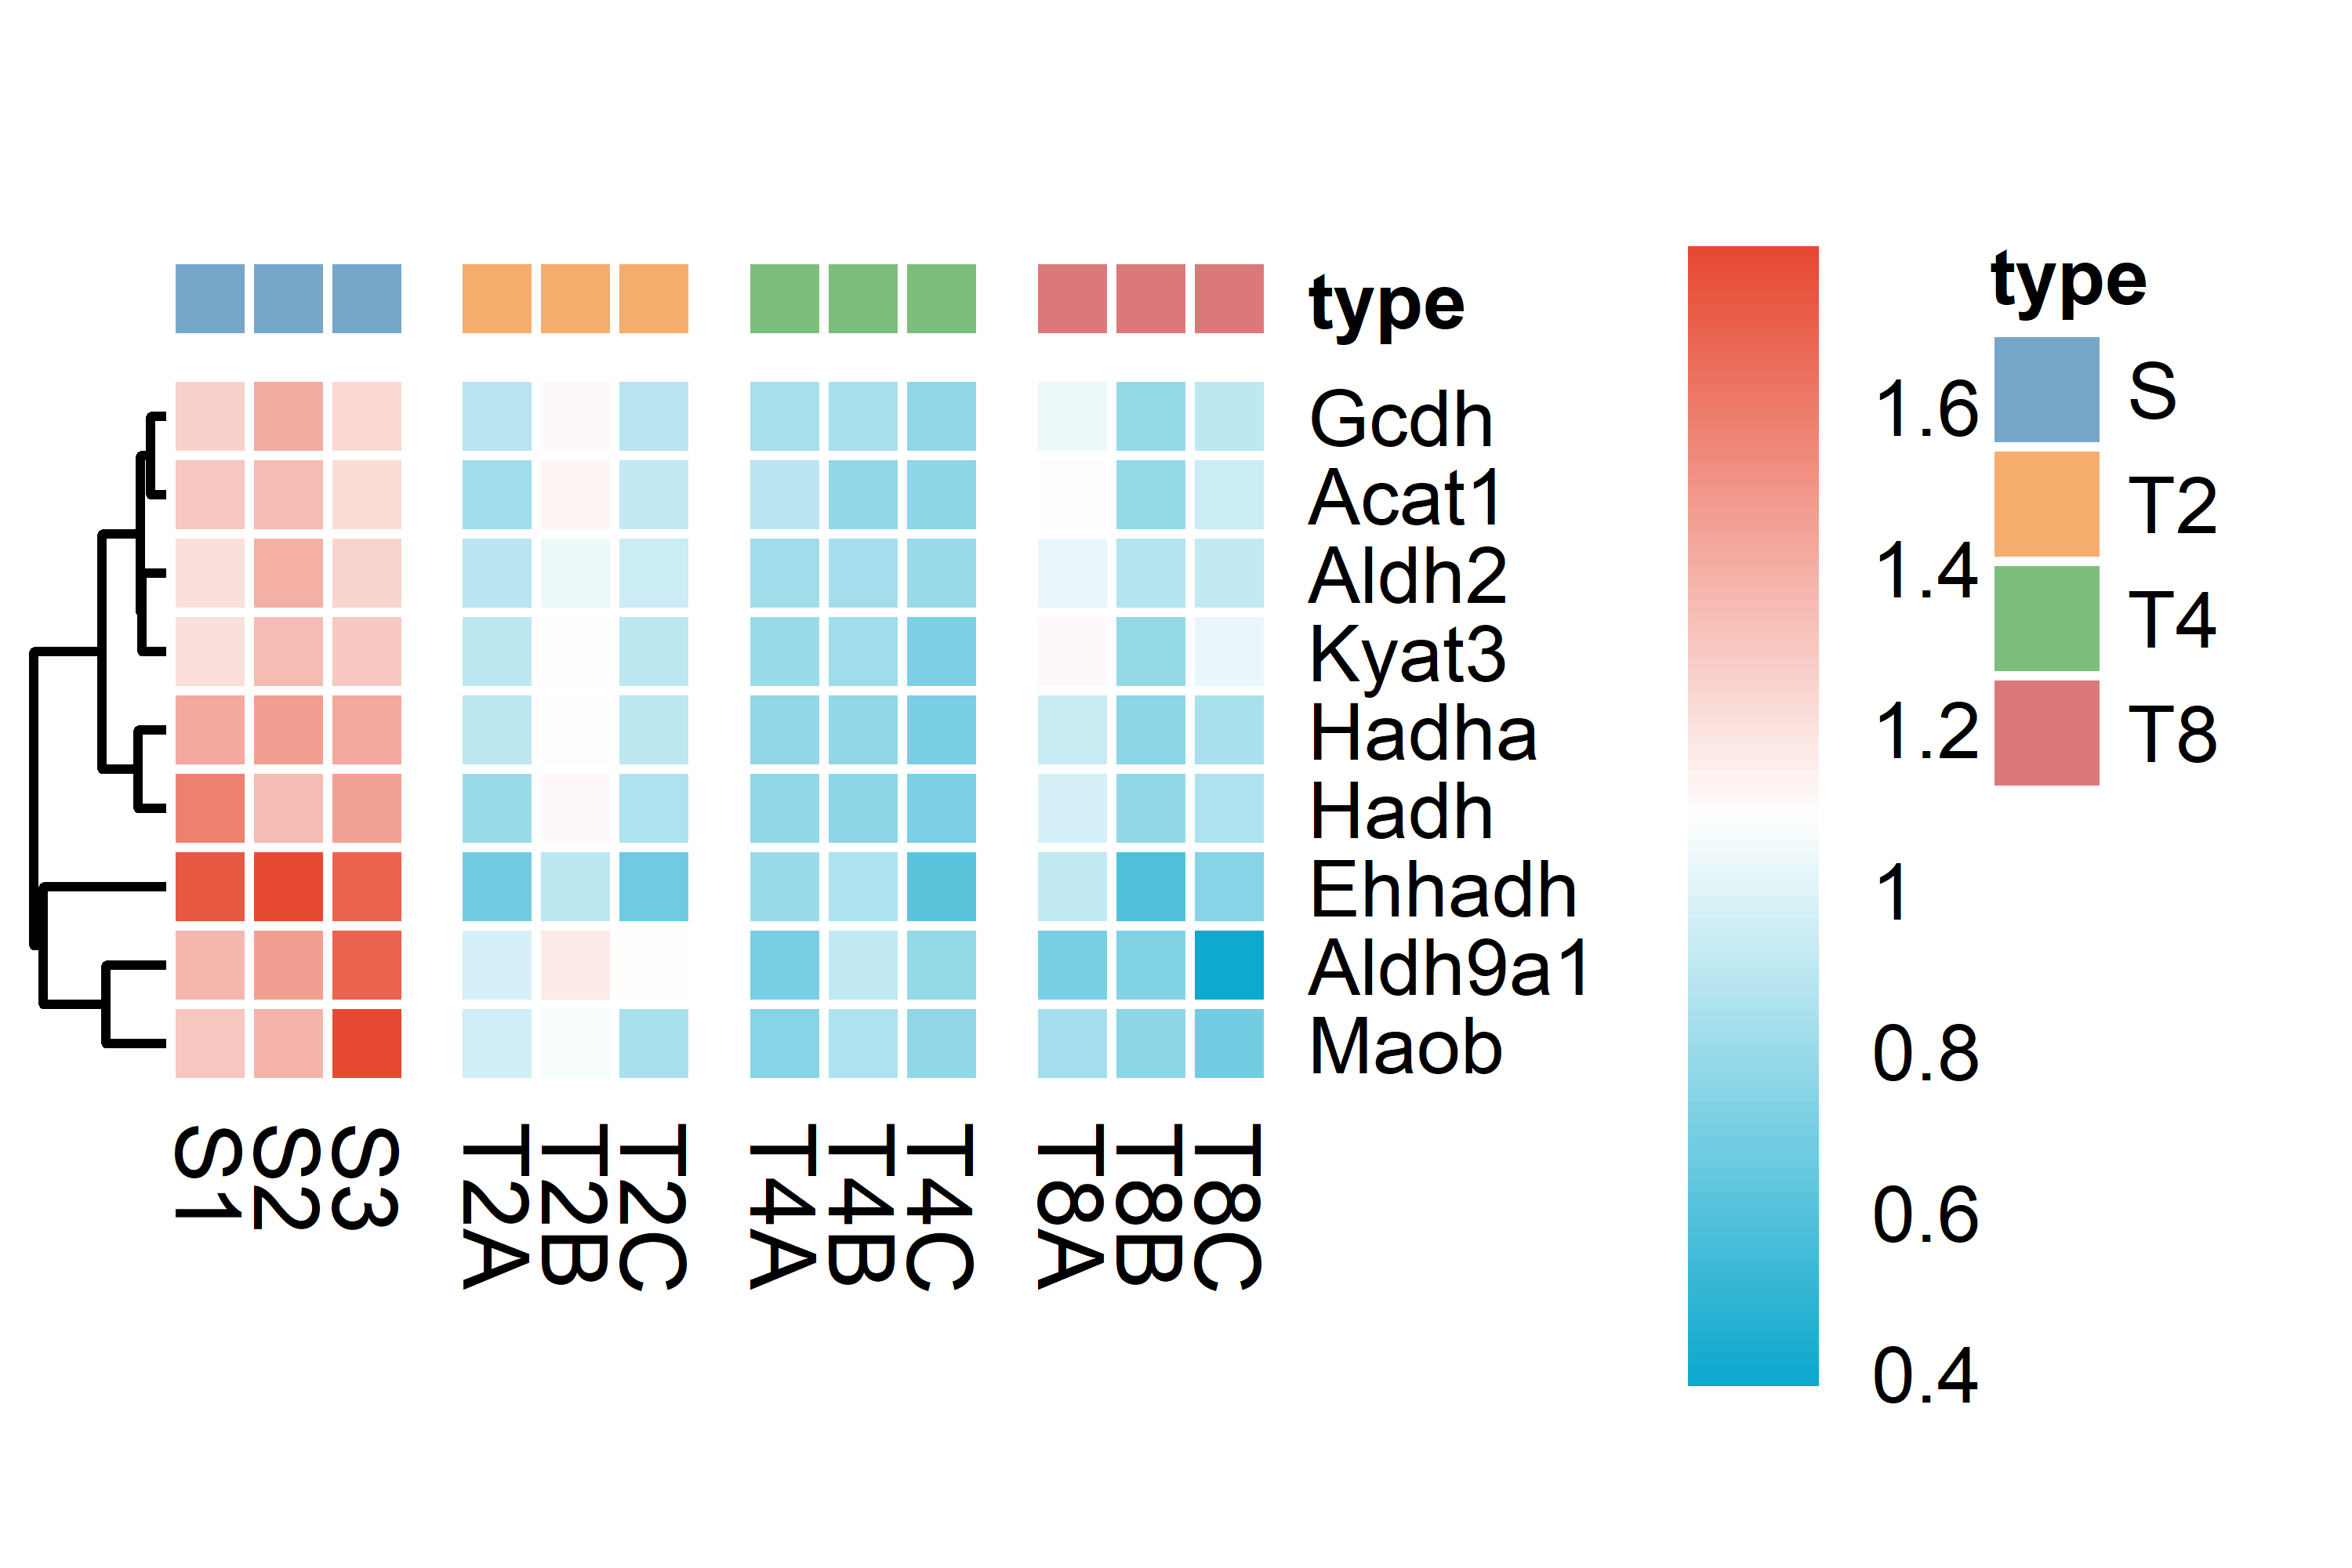 type
Gcdh
Acat1
Aldh2
Kyat3
Hadha
Hadh
Ehhadh
Aldh9a1
Maob
S1
S2
S3
T2A
T2B
T2C
T4A
T4B
T4C
T8A
T8B
T8C
1.6
1.4
1.2
1
0.8
0.6
0.4
type
S
T2
T4
T8